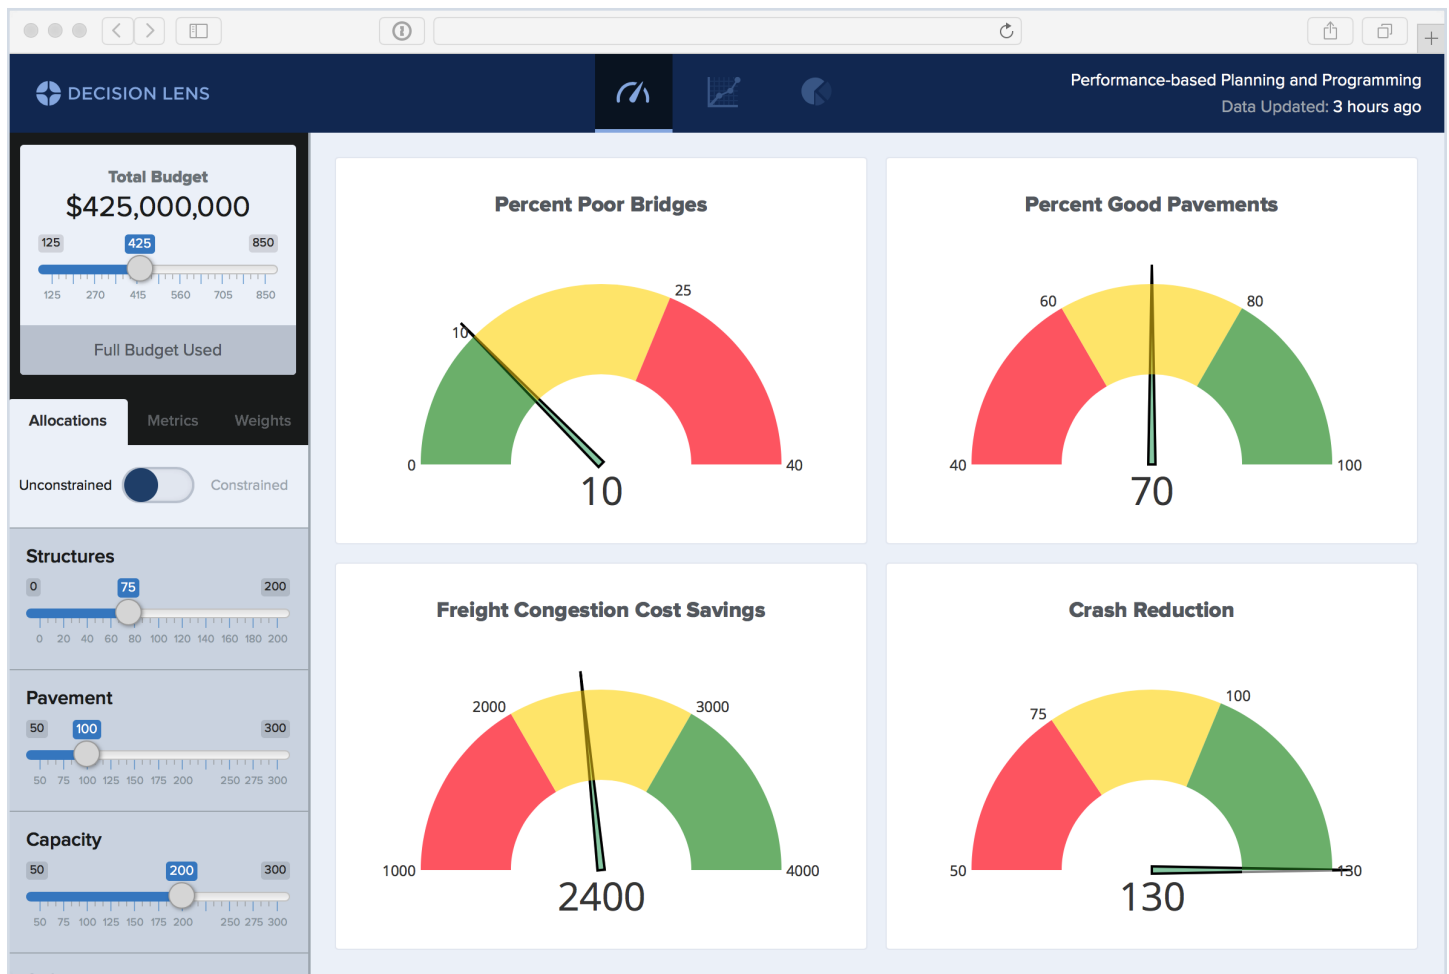 DECISION LENS
Performance-based Planning and Programming
Data Updated: 3 hours ago
Total Budget
$425,000,000
125 425 850
125 270 415 560 705 850
Full Budget Used
Allocations Metrics Weights
Unconstrained Constrained
Structures
0 75 200
0 20 40 60 80 100 120 140 160 180 200
Pavement
50 100 300
50 75 100 125 150 175 200 250 275 300
Capacity
50 200 300
50 75 100 125 150 175 200 250 275 300
Percent Poor Bridges
25
10
0 40
10
Percent Good Pavements
60 80
40 100
70
Freight Congestion Cost Savings
2000 3000
1000 4000
2400
Crash Reduction
100
75
50 130
130